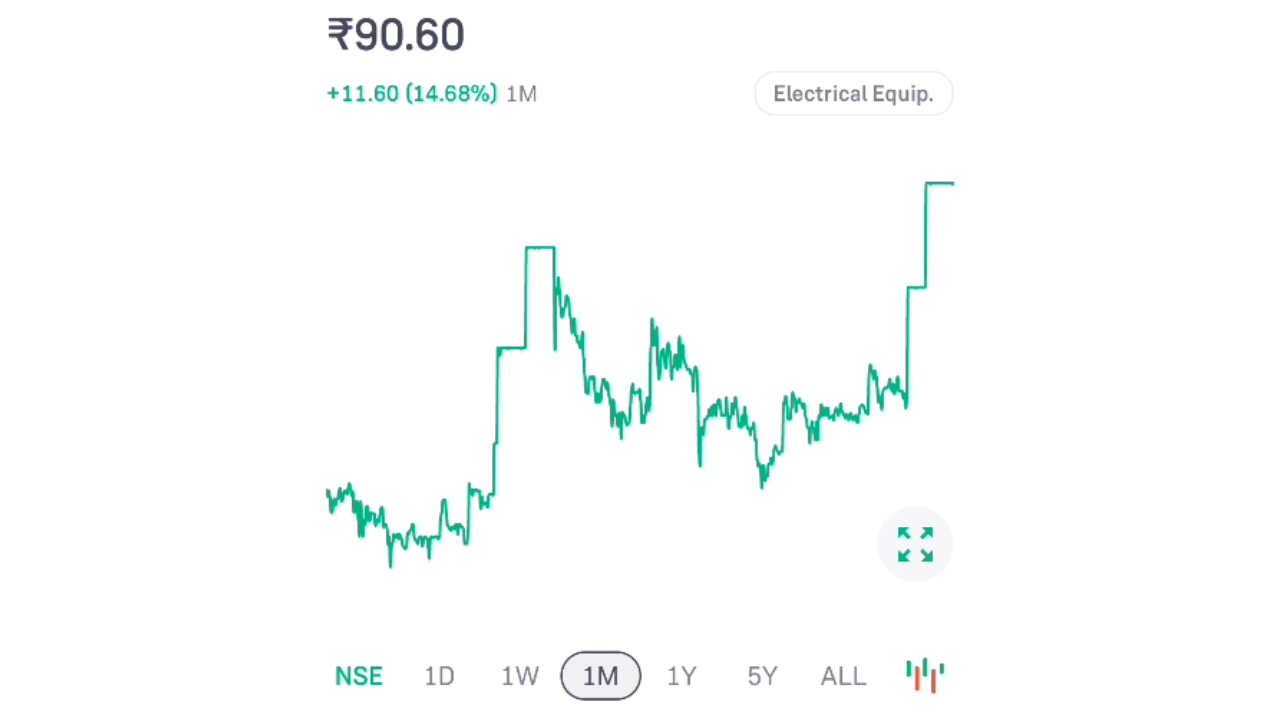 ₹90.60
+11.60 (14.68%) 1M
Electrical Equip.
NSE 1D 1W 1M 1Y 5Y ALL